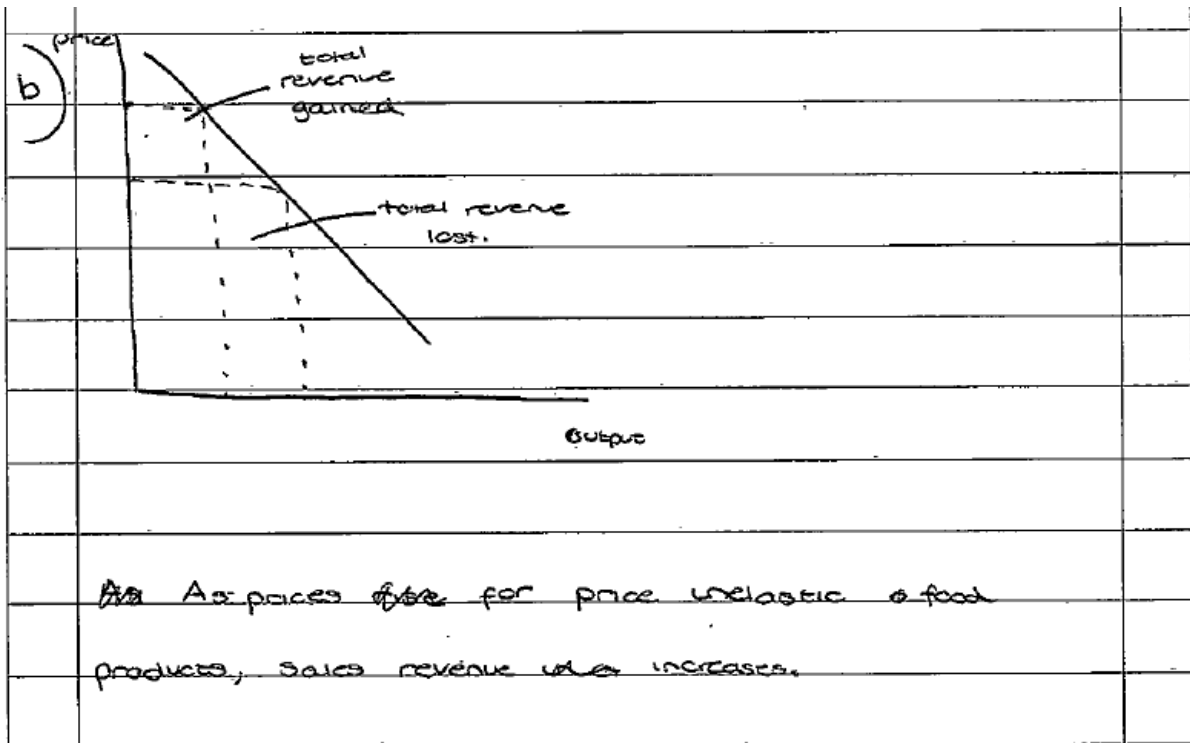 b)
price
total
revenue
gained
total revenue
lost.
Output
As prices for price inelastic food
products, sales revenue increases.